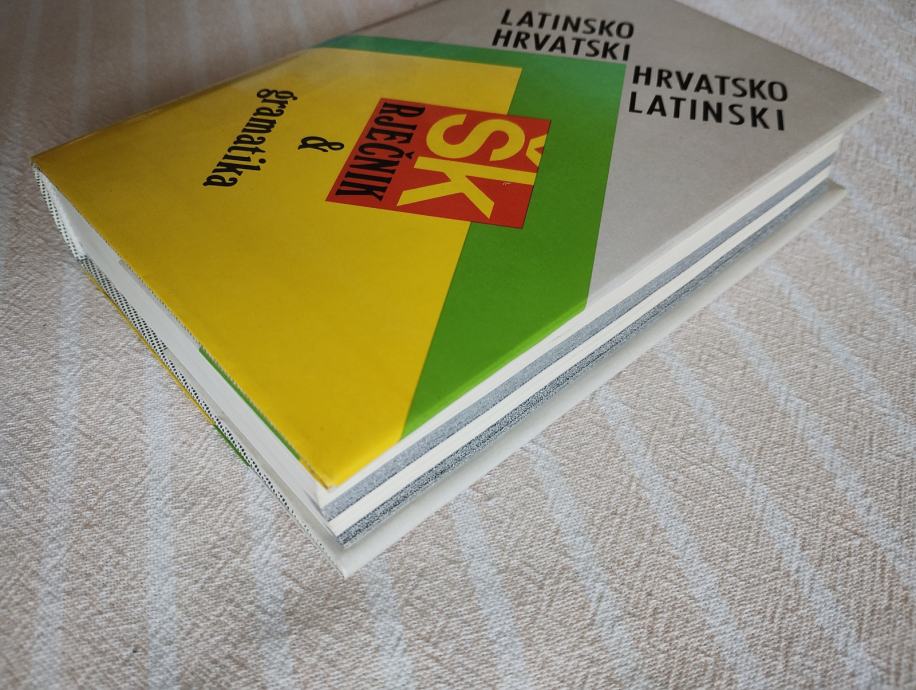 LATINSKO
HRVATSKI
HRVATSKO
LATINSKI
ŠK
RJEČNIK
&
gramatika